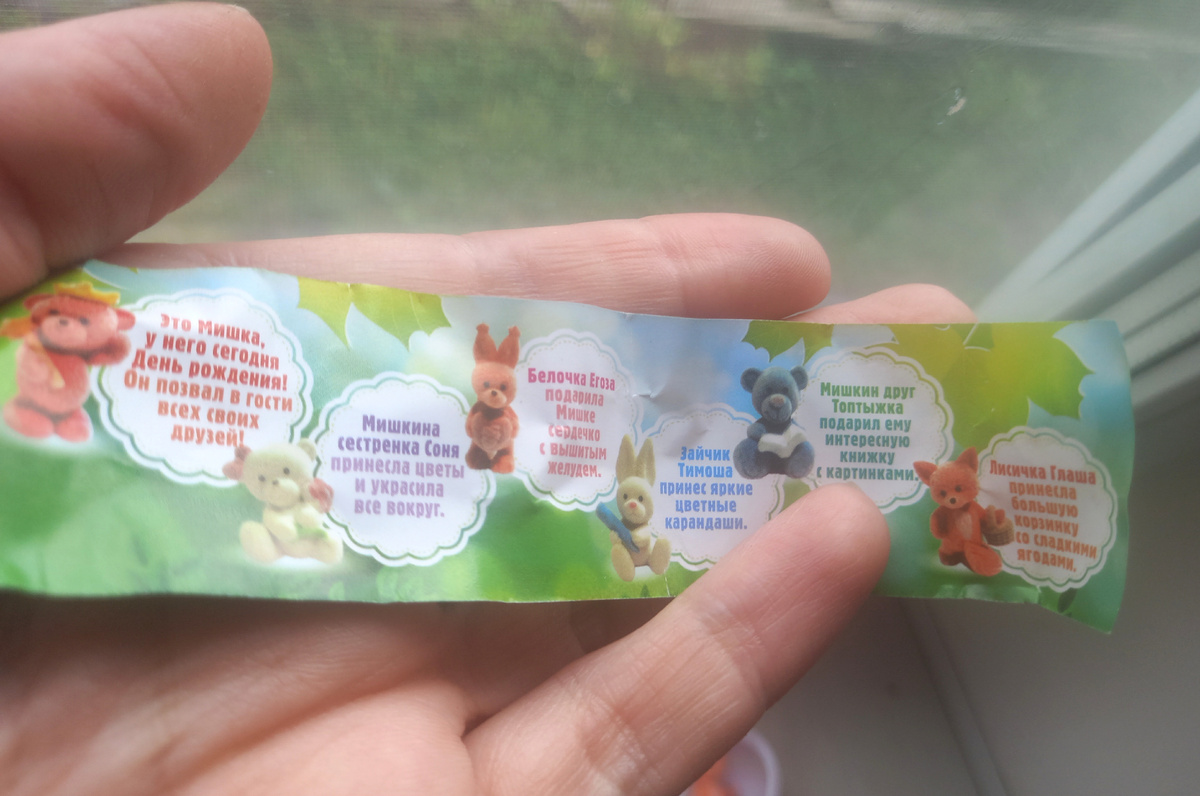 Это Мишка,
у него сегодня
День рождения!
Он позвал в гости
всех своих
друзей!
Мишкина
сестренка Соня
принесла цветы
и украсила
все вокруг.
Белочка Егоза
подарила
Мишке
сердечко
с вышитым
желудем.
Зайчик
Тимоша
принес яркие
цветные
карандаши.
Мишкин друг
Топтыжка
подарил ему
интересную
книжку
с картинками.
Лисичка Глаша
принесла
большую
корзинку
со сладкими
ягодами.